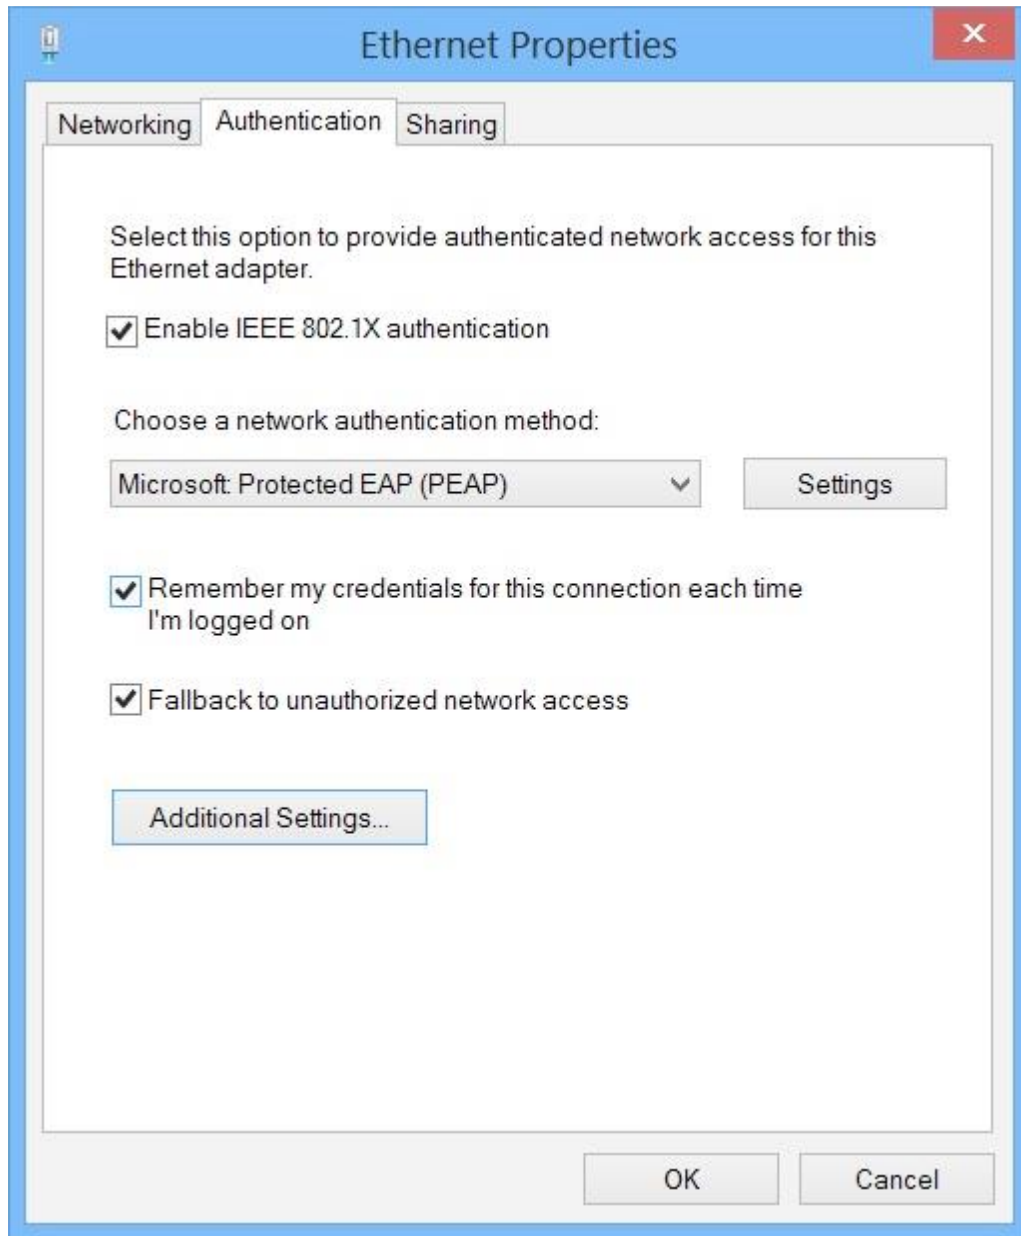 Ethernet Properties
Networking Authentication Sharing
Select this option to provide authenticated network access for this
Ethernet adapter.
Enable IEEE 802.1X authentication
Choose a network authentication method:
Microsoft: Protected EAP (PEAP) Settings
Remember my credentials for this connection each time
I'm logged on
Fallback to unauthorized network access
Additional Settings...
OK Cancel